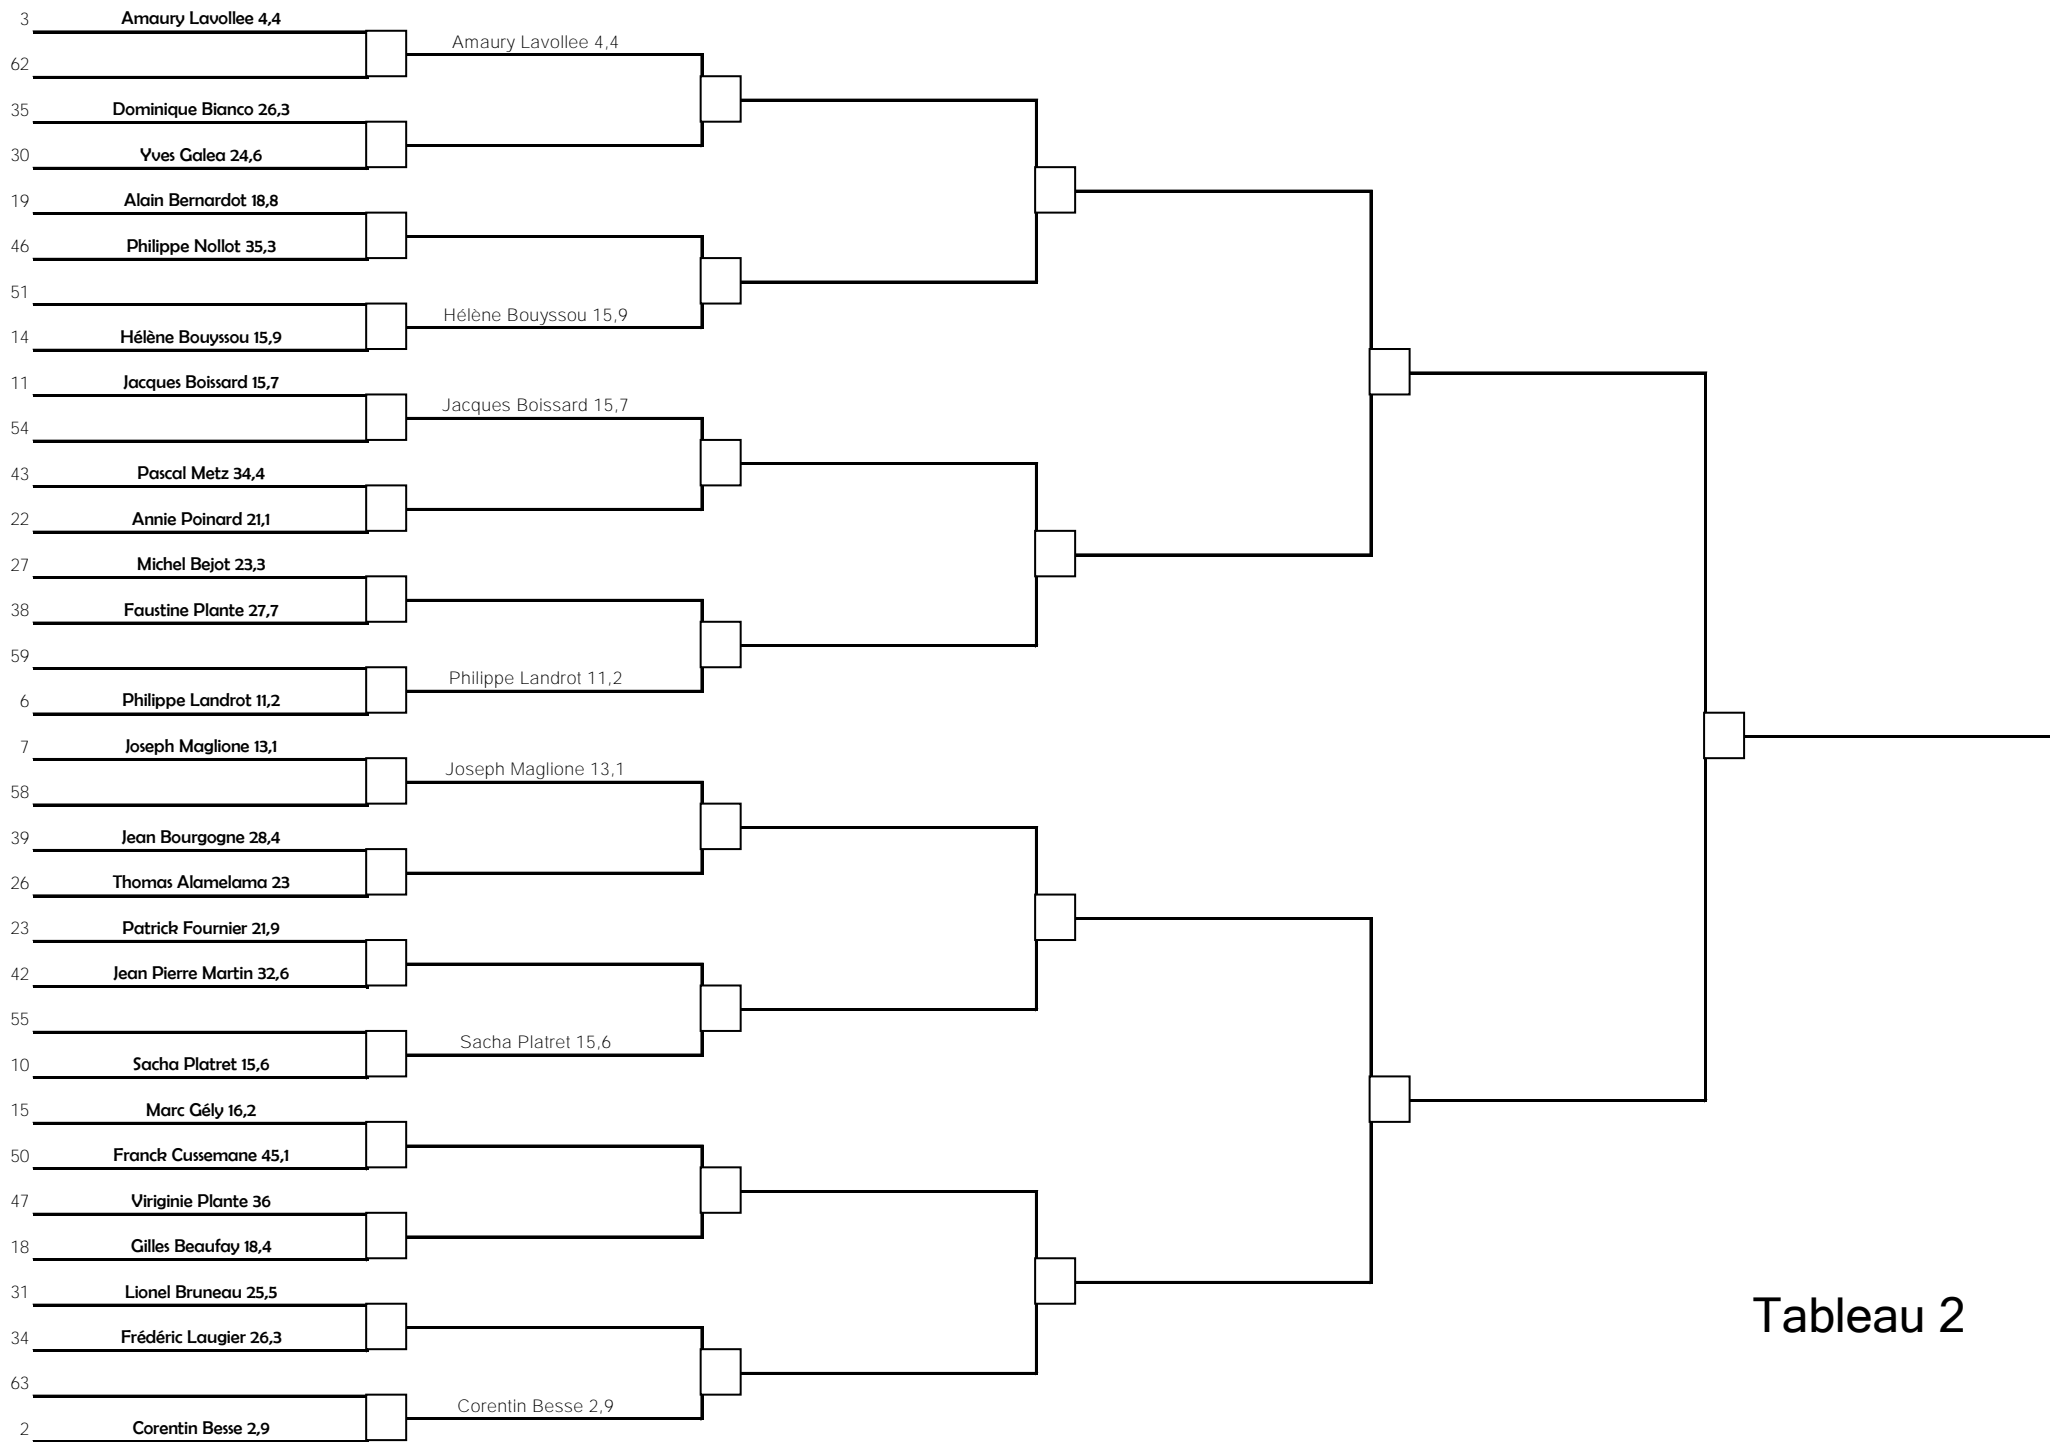 3 Amaury Lavollee 4,4
Amaury Lavollee 4,4
62
35 Dominique Bianco 26,3
30 Yves Galea 24,6
19 Alain Bernardot 18,8
46 Philippe Nollot 35,3
51
Hélène Bouyssou 15,9
14 Hélène Bouyssou 15,9
11 Jacques Boissard 15,7
Jacques Boissard 15,7
54
43 Pascal Metz 34,4
22 Annie Poinard 21,1
27 Michel Bejot 23,3
38 Faustine Plante 27,7
59
Philippe Landrot 11,2
6 Philippe Landrot 11,2
7 Joseph Maglione 13,1
Joseph Maglione 13,1
58
39 Jean Bourgogne 28,4
26 Thomas Alamelama 23
23 Patrick Fournier 21,9
42 Jean Pierre Martin 32,6
55
Sacha Platret 15,6
10 Sacha Platret 15,6
15 Marc Gély 16,2
50 Franck Cussemane 45,1
47 Viriginie Plante 36
18 Gilles Beaufay 18,4
31 Lionel Bruneau 25,5
Tableau 2
34 Frédéric Laugier 26,3
63
Corentin Besse 2,9
2 Corentin Besse 2,9